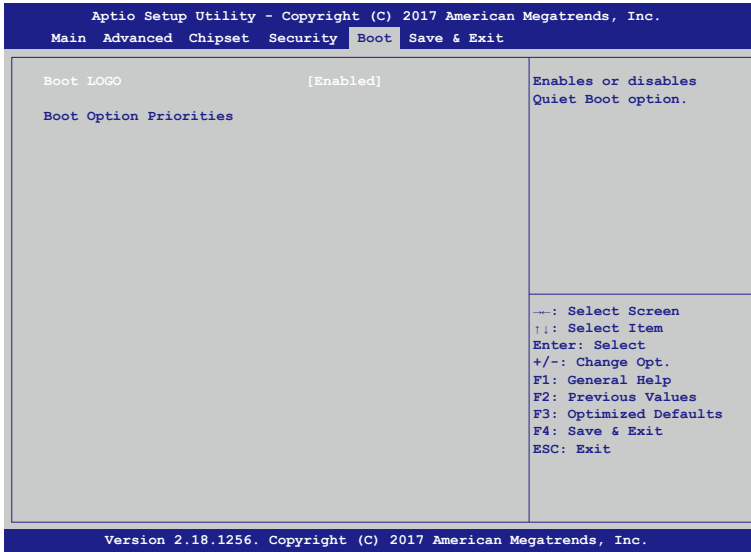 Aptio Setup Utility - Copyright (C) 2017 American Megatrends, Inc.
Main Advanced Chipset Security Boot Save & Exit
Boot LOGO [Enabled]
Boot Option Priorities
Enables or disables
Quiet Boot option.
→←: Select Screen
↑↓: Select Item
Enter: Select
+/-: Change Opt.
F1: General Help
F2: Previous Values
F3: Optimized Defaults
F4: Save & Exit
ESC: Exit
Version 2.18.1256. Copyright (C) 2017 American Megatrends, Inc.